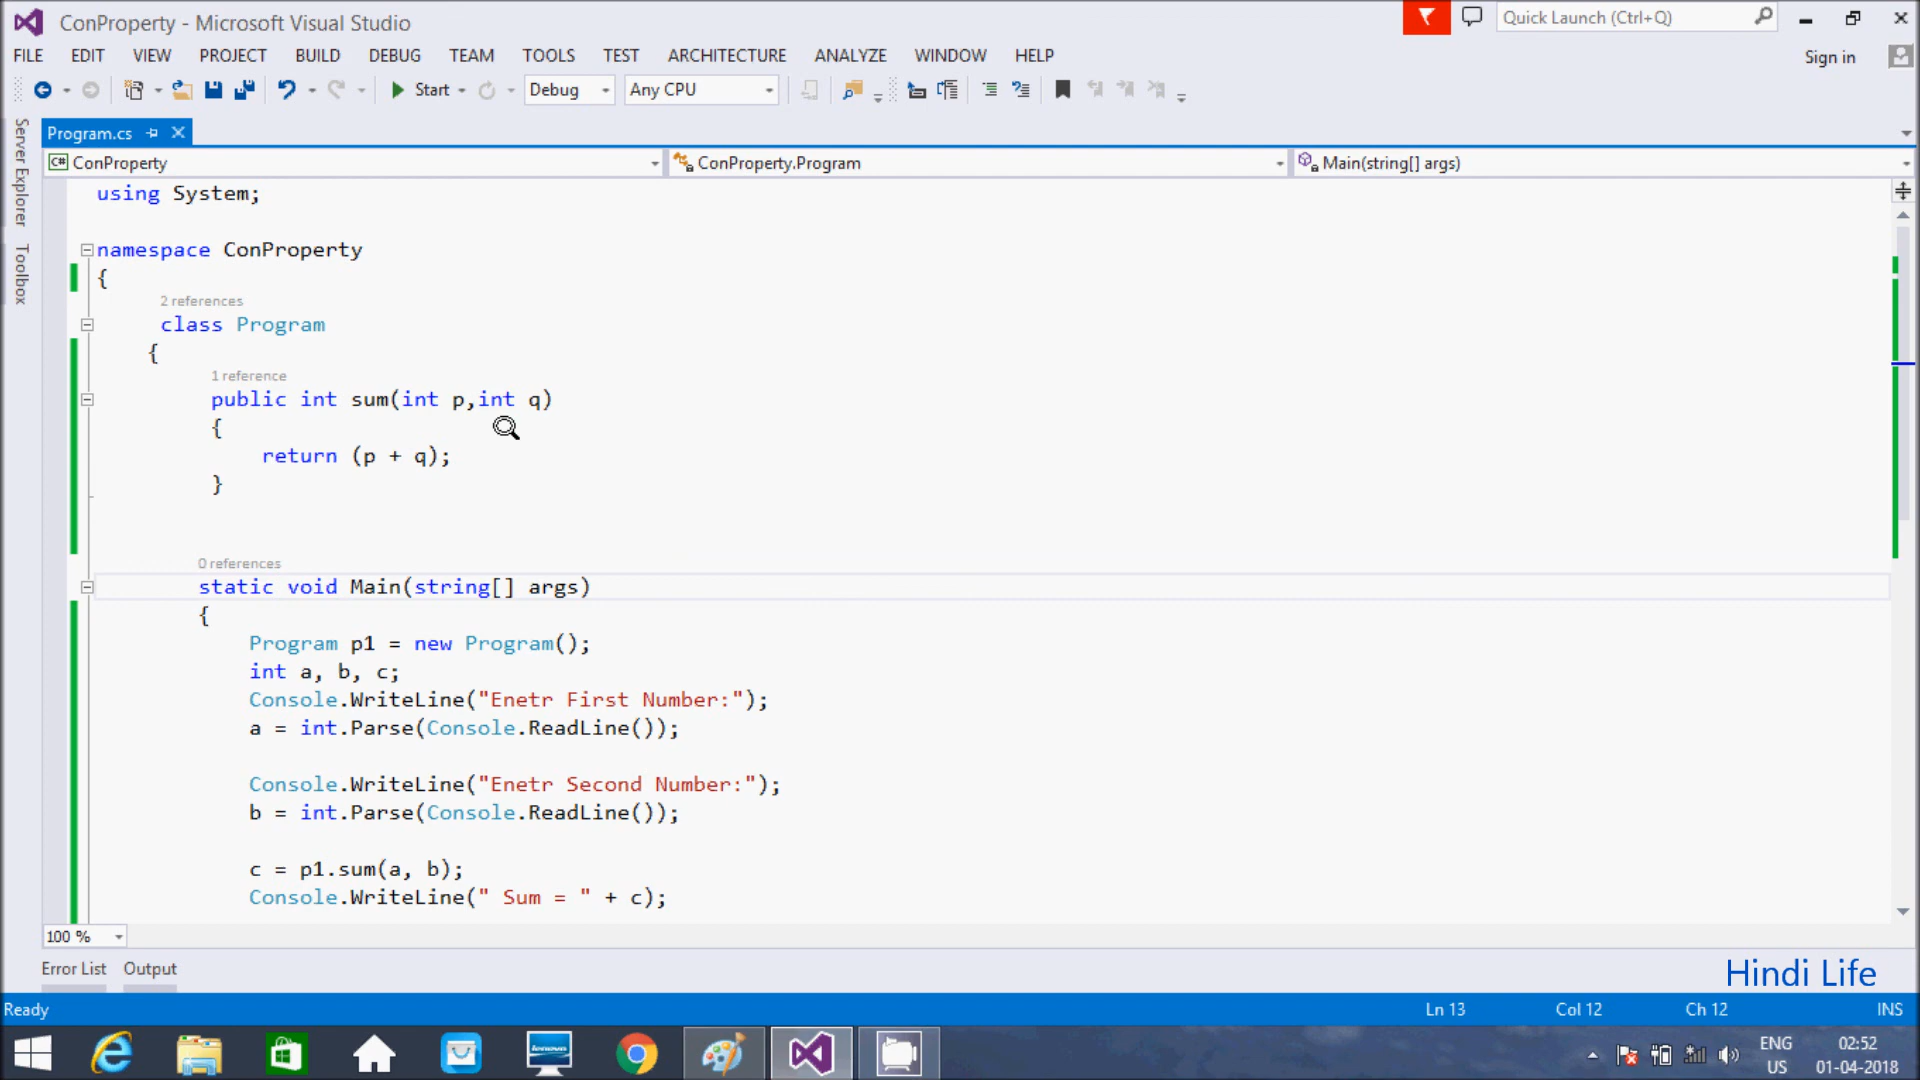 ConProperty - Microsoft Visual Studio
Quick Launch (Ctrl+Q)
FILE EDIT VIEW PROJECT BUILD DEBUG TEAM TOOLS TEST ARCHITECTURE ANALYZE WINDOW HELP
Sign in
Start Debug Any CPU
Server Explorer
Toolbox
Program.cs
C# ConProperty
ConProperty.Program
Main(string[] args)
using System;
namespace ConProperty
{
2 references
class Program
{
1 reference
public int sum(int p,int q)
{
return (p + q);
}
0 references
static void Main(string[] args)
{
Program p1 = new Program();
int a, b, c;
Console.WriteLine("Enetr First Number:");
a = int.Parse(Console.ReadLine());
Console.WriteLine("Enetr Second Number:");
b = int.Parse(Console.ReadLine());
c = p1.sum(a, b);
Console.WriteLine(" Sum = " + c);
100 %
Error List Output
Hindi Life
Ready
Ln 13 Col 12 Ch 12 INS
lenovo
ENG
US
02:52
01-04-2018